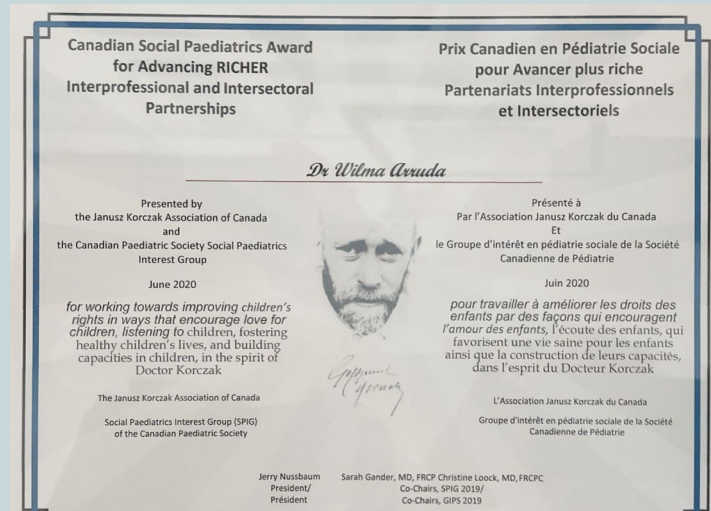 Canadian Social Paediatrics Award
for Advancing RICHER
Interprofessional and Intersectoral
Partnerships
Prix Canadien en Pédiatrie Sociale
pour Avancer plus riche
Partenariats Interprofessionnels
et Intersectoriels
Dr Wilma Arruda
Presented by
the Janusz Korczak Association of Canada
and
the Canadian Paediatric Society Social Paediatrics
Interest Group
June 2020
for working towards improving children's
rights in ways that encourage love for
children, listening to children, fostering
healthy children's lives, and building
capacities in children, in the spirit of
Doctor Korczak
The Janusz Korczak Association of Canada
Social Paediatrics Interest Group (SPIG)
of the Canadian Paediatric Society
Présenté à
Par l'Association Janusz Korczak du Canada
Et
le Groupe d'intérêt en pédiatrie sociale de la Société
Canadienne de Pédiatrie
Juin 2020
pour travailler à améliorer les droits des
enfants par des façons qui encouragent
l'amour des enfants, l'écoute des enfants, qui
favorisent une vie saine pour les enfants
ainsi que la construction de leurs capacités,
dans l'esprit du Docteur Korczak
L'Association Janusz Korczak du Canada
Groupe d'intérêt en pédiatrie sociale de la Société
Canadienne de Pédiatrie
Jerry Nussbaum
President/
Président
Sarah Gander, MD, FRCP Christine Loock, MD, FRCPC
Co-Chairs, SPIG 2019/
Co-Chairs, GIPS 2019